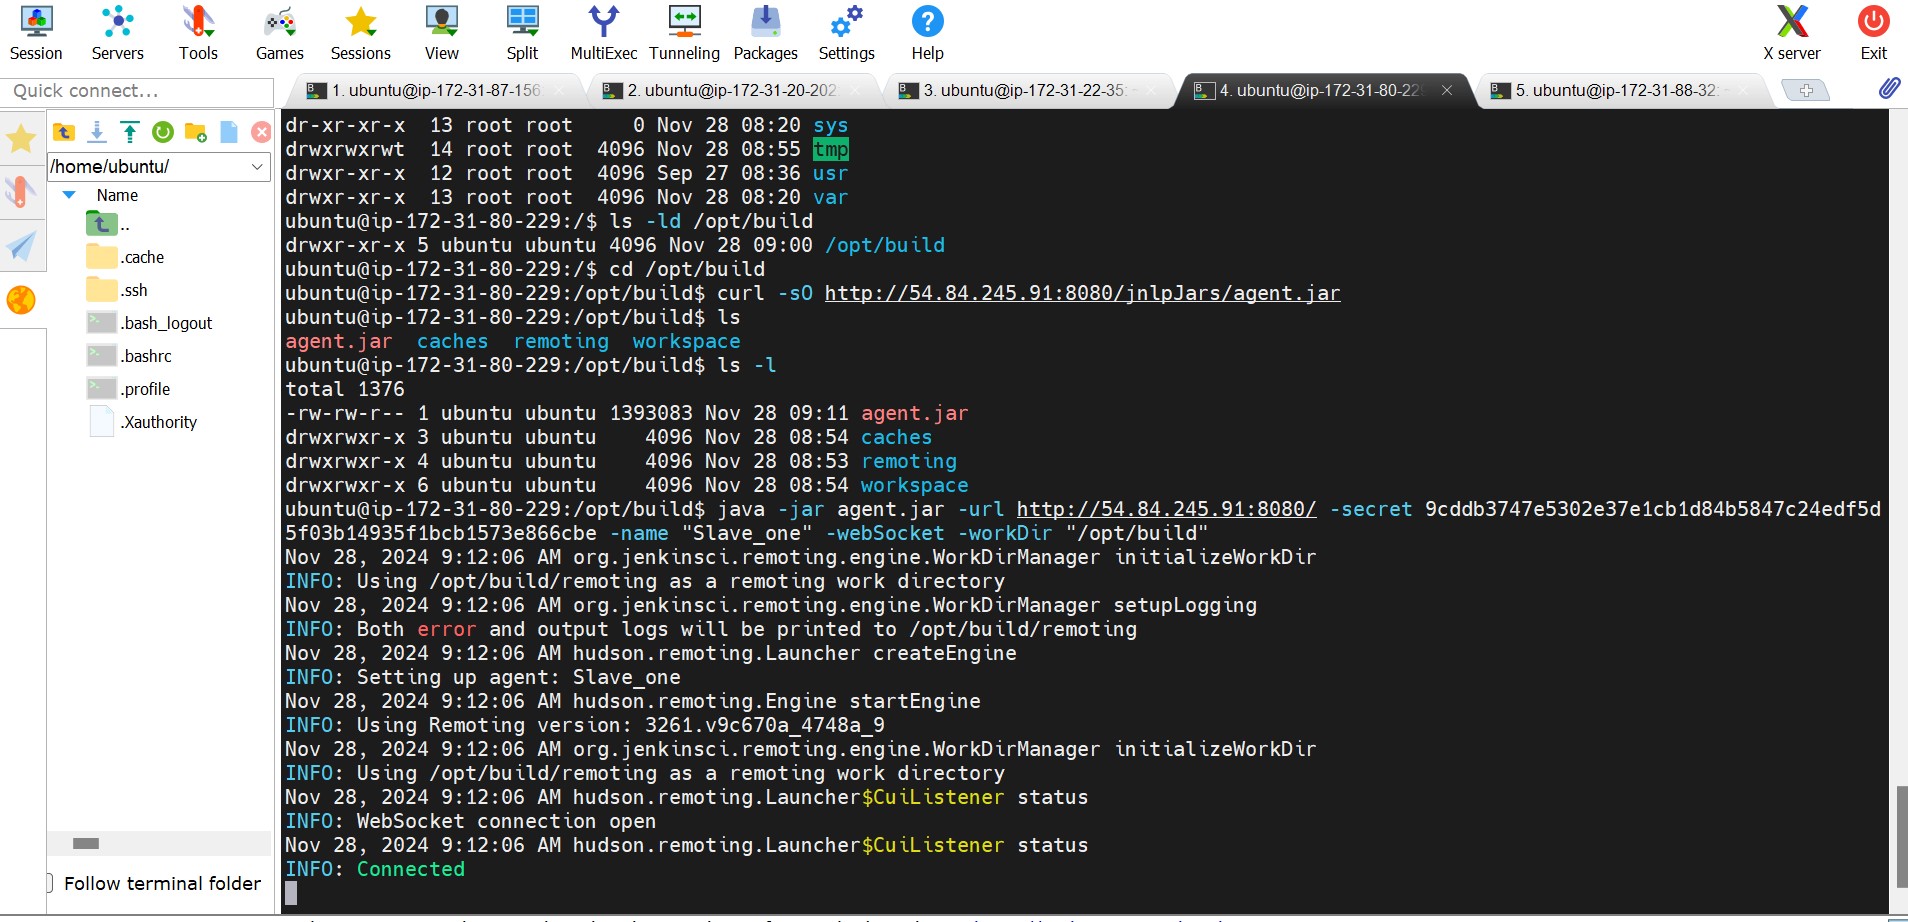 Session Servers Tools Games Sessions View Split MultiExec Tunneling Packages Settings Help X server Exit
Quick connect...
1. ubuntu@ip-172-31-87-156
2. ubuntu@ip-172-31-20-202
3. ubuntu@ip-172-31-22-35: ~
4. ubuntu@ip-172-31-80-229
5. ubuntu@ip-172-31-88-32: ~
/home/ubuntu/
Name
..
.cache
.ssh
.bash_logout
.bashrc
.profile
.Xauthority
Follow terminal folder
dr-xr-xr-x  13 root root     0 Nov 28 08:20 sys
drwxrwxrwt  14 root root  4096 Nov 28 08:55 tmp
drwxr-xr-x  12 root root  4096 Sep 27 08:36 usr
drwxr-xr-x  13 root root  4096 Nov 28 08:20 var
ubuntu@ip-172-31-80-229:/$ ls -ld /opt/build
drwxr-xr-x 5 ubuntu ubuntu 4096 Nov 28 09:00 /opt/build
ubuntu@ip-172-31-80-229:/$ cd /opt/build
ubuntu@ip-172-31-80-229:/opt/build$ curl -sO http://54.84.245.91:8080/jnlpJars/agent.jar
ubuntu@ip-172-31-80-229:/opt/build$ ls
agent.jar  caches  remoting  workspace
ubuntu@ip-172-31-80-229:/opt/build$ ls -l
total 1376
-rw-rw-r-- 1 ubuntu ubuntu 1393083 Nov 28 09:11 agent.jar
drwxrwxr-x 3 ubuntu ubuntu    4096 Nov 28 08:54 caches
drwxrwxr-x 4 ubuntu ubuntu    4096 Nov 28 08:53 remoting
drwxrwxr-x 6 ubuntu ubuntu    4096 Nov 28 08:54 workspace
ubuntu@ip-172-31-80-229:/opt/build$ java -jar agent.jar -url http://54.84.245.91:8080/ -secret 9cddb3747e5302e37e1cb1d84b5847c24edf5d
5f03b14935f1bcb1573e866cbe -name "Slave_one" -webSocket -workDir "/opt/build"
Nov 28, 2024 9:12:06 AM org.jenkinsci.remoting.engine.WorkDirManager initializeWorkDir
INFO: Using /opt/build/remoting as a remoting work directory
Nov 28, 2024 9:12:06 AM org.jenkinsci.remoting.engine.WorkDirManager setupLogging
INFO: Both error and output logs will be printed to /opt/build/remoting
Nov 28, 2024 9:12:06 AM hudson.remoting.Launcher createEngine
INFO: Setting up agent: Slave_one
Nov 28, 2024 9:12:06 AM hudson.remoting.Engine startEngine
INFO: Using Remoting version: 3261.v9c670a_4748a_9
Nov 28, 2024 9:12:06 AM org.jenkinsci.remoting.engine.WorkDirManager initializeWorkDir
INFO: Using /opt/build/remoting as a remoting work directory
Nov 28, 2024 9:12:06 AM hudson.remoting.Launcher$CuiListener status
INFO: WebSocket connection open
Nov 28, 2024 9:12:06 AM hudson.remoting.Launcher$CuiListener status
INFO: Connected